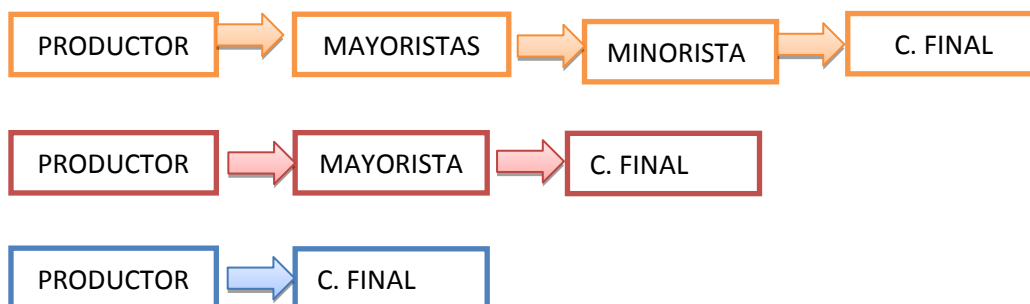 PRODUCTOR MAYORISTAS MINORISTA C. FINAL
PRODUCTOR MAYORISTA C. FINAL
PRODUCTOR C. FINAL